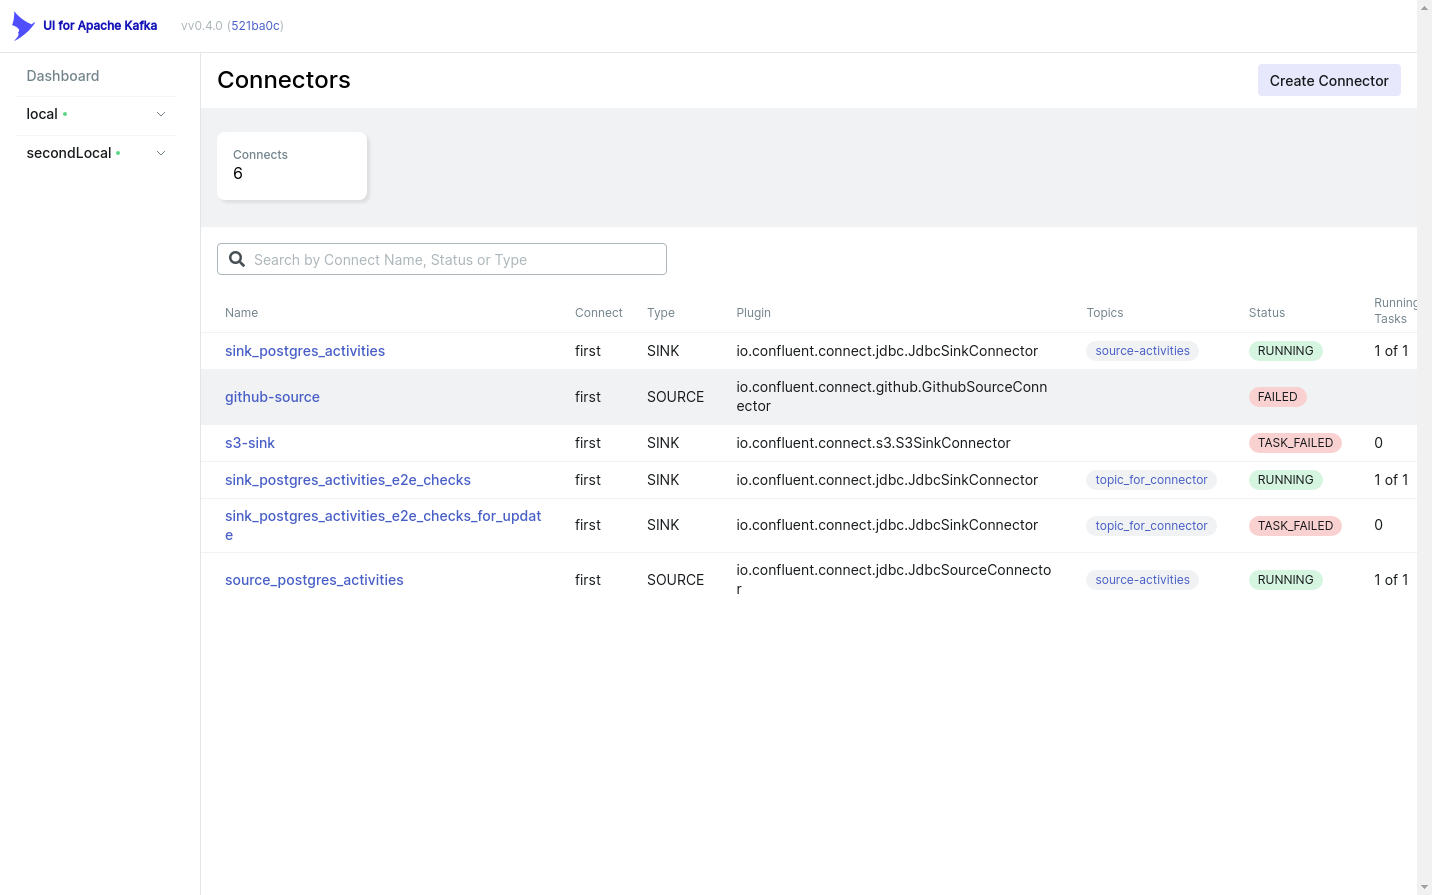 UI for Apache Kafka vv0.4.0 (521ba0c)
Dashboard
local
secondLocal
Connectors
Create Connector
Connects
6
Search by Connect Name, Status or Type
Name Connect Type Plugin Topics Status Running Tasks
sink_postgres_activities first SINK io.confluent.connect.jdbc.JdbcSinkConnector source-activities RUNNING 1 of 1
github-source first SOURCE io.confluent.connect.github.GithubSourceConn
ector FAILED
s3-sink first SINK io.confluent.connect.s3.S3SinkConnector TASK_FAILED 0
sink_postgres_activities_e2e_checks first SINK io.confluent.connect.jdbc.JdbcSinkConnector topic_for_connector RUNNING 1 of 1
sink_postgres_activities_e2e_checks_for_updat
e first SINK io.confluent.connect.jdbc.JdbcSinkConnector topic_for_connector TASK_FAILED 0
source_postgres_activities first SOURCE io.confluent.connect.jdbc.JdbcSourceConnecto
r source-activities RUNNING 1 of 1